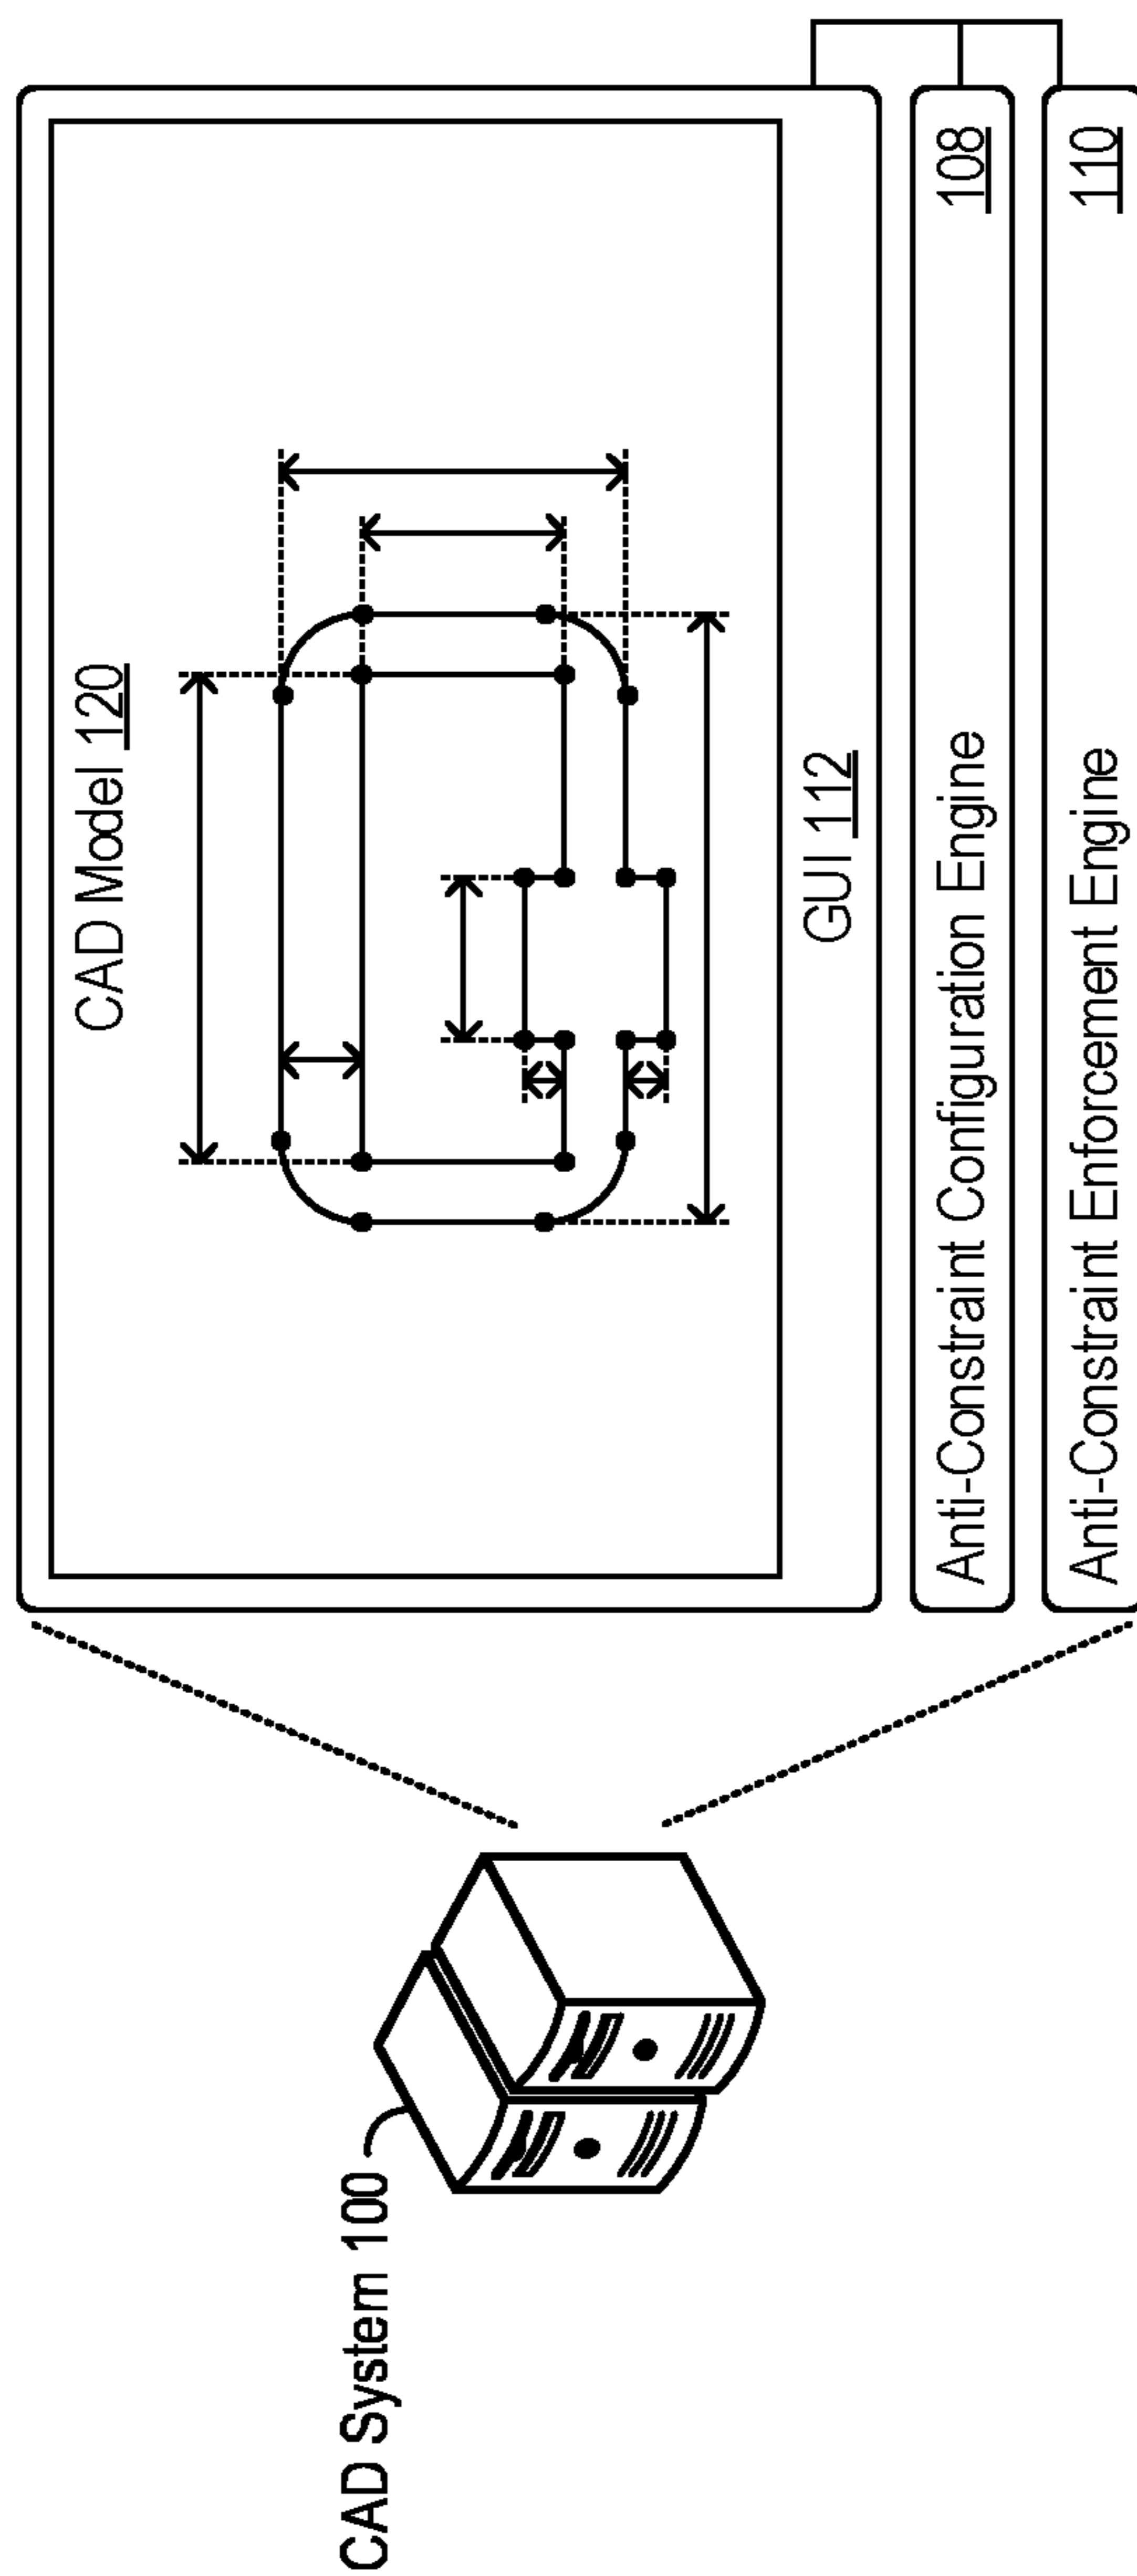 CAD System 100
CAD Model 120
GUI 112
Anti-Constraint Configuration Engine 108
Anti-Constraint Enforcement Engine 110